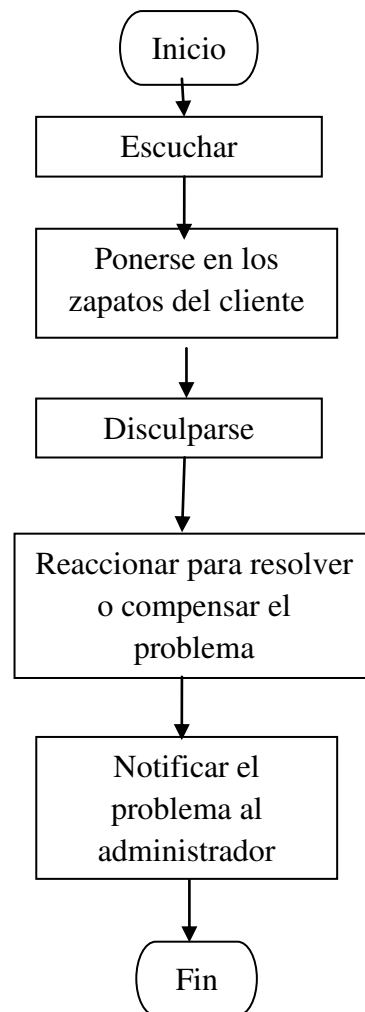 Inicio
Escuchar
Ponerse en los
zapatos del cliente
Disculparse
Reaccionar para resolver
o compensar el
problema
Notificar el
problema al
administrador
Fin